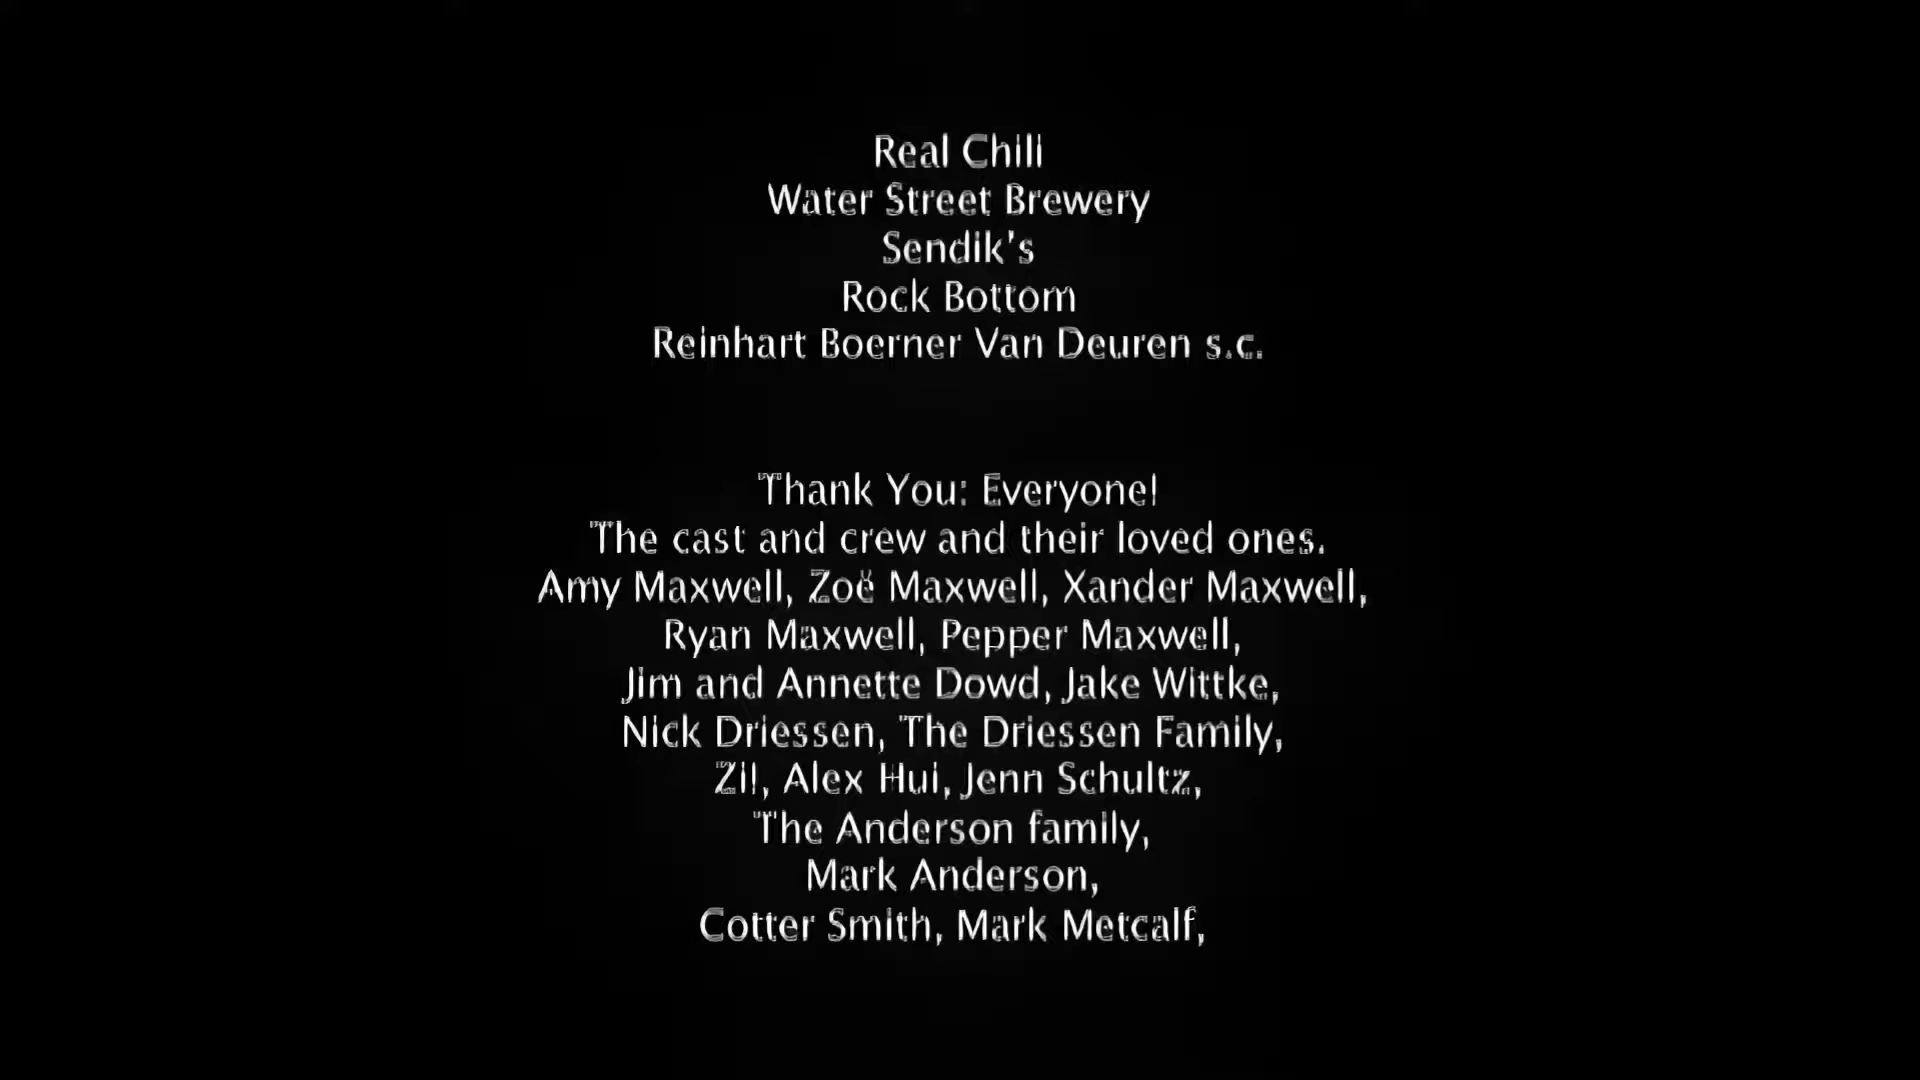 Real Chili
Water Street Brewery
Sendik's
Rock Bottom
Reinhart Boerner Van Deuren s.c.
Thank You: Everyone!
The cast and crew and their loved ones.
Amy Maxwell, Zoë Maxwell, Xander Maxwell,
Ryan Maxwell, Pepper Maxwell,
Jim and Annette Dowd, Jake Wittke,
Nick Driessen, The Driessen Family,
Zi!, Alex Hui, Jenn Schultz,
The Anderson family,
Mark Anderson,
Cotter Smith, Mark Metcalf,